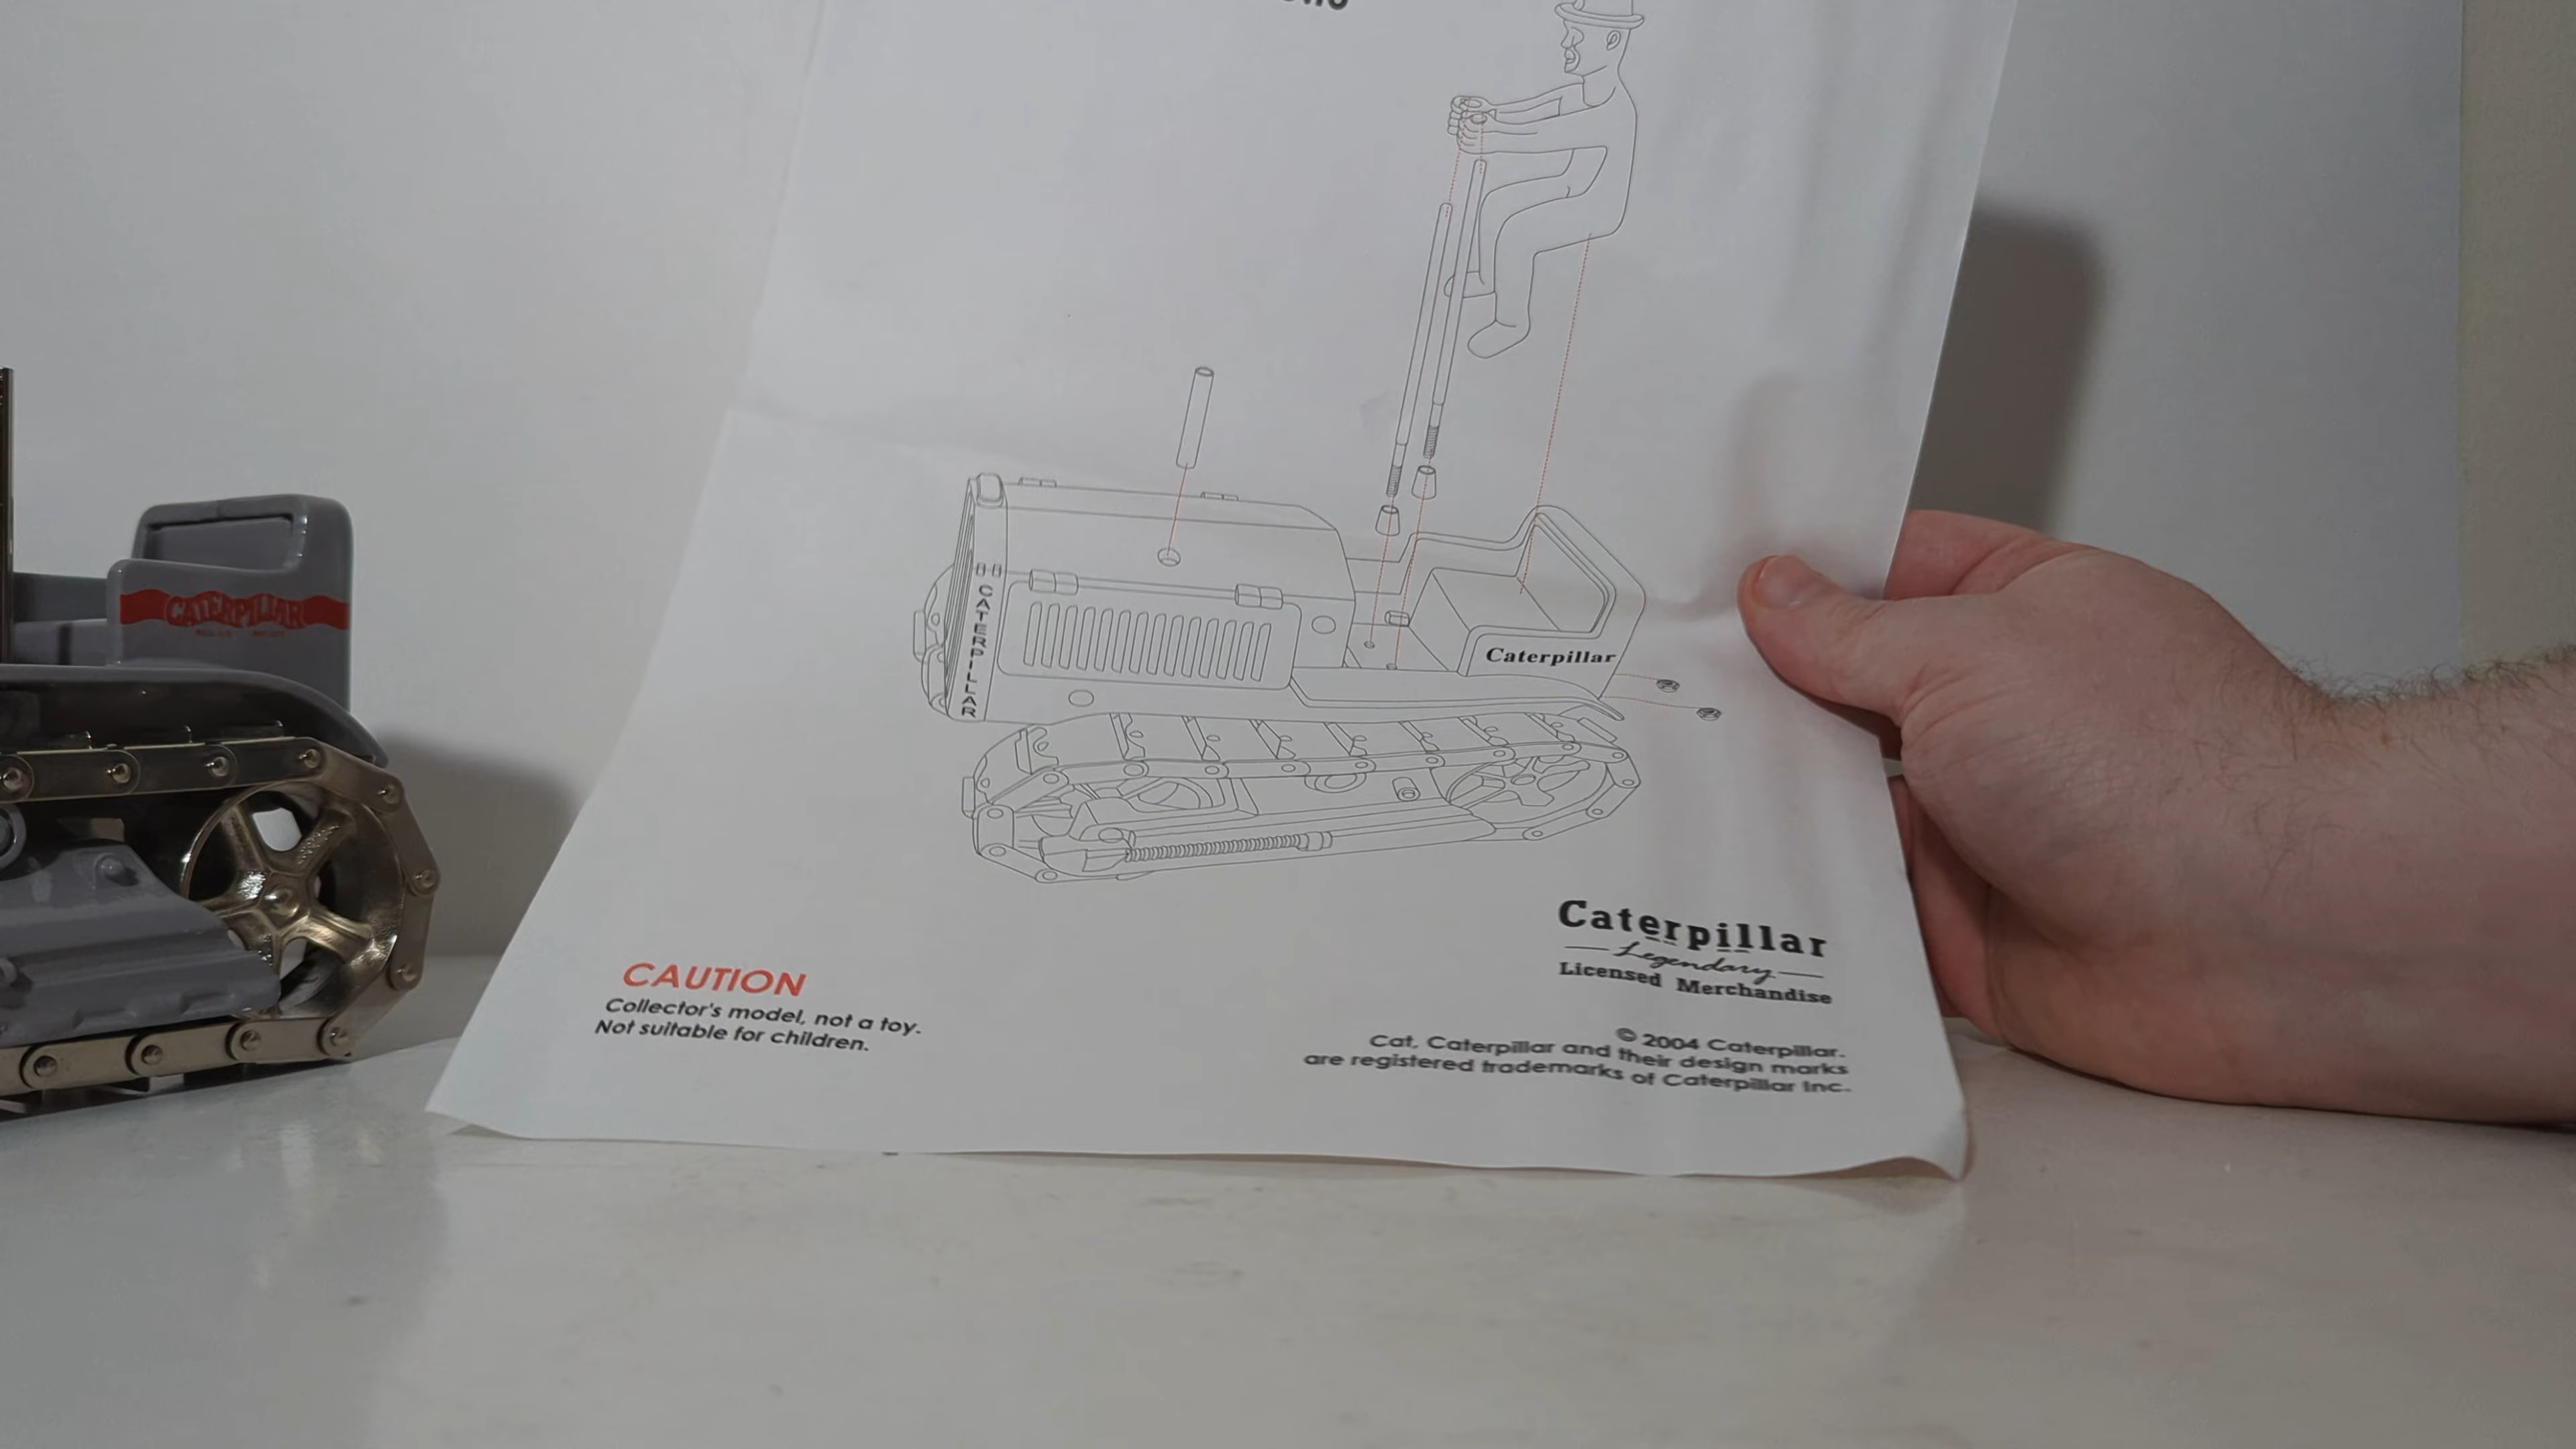 CATERPILLAR
CATERPILLAR
Caterpillar
Caterpillar
Legendary
Licensed Merchandise
CAUTION
Collector's model, not a toy.
Not suitable for children.
© 2004 Caterpillar.
Cat, Caterpillar and their design marks
are registered trademarks of Caterpillar Inc.